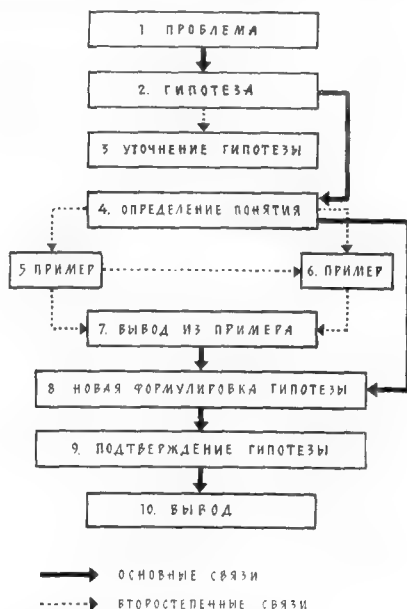 1 ПРОБЛЕМА
2. ГИПОТЕЗА
3 УТОЧНЕНИЕ ГИПОТЕЗЫ
4. ОПРЕДЕЛЕНИЕ ПОНЯТИЯ
5 ПРИМЕР
6. ПРИМЕР
7. ВЫВОД ИЗ ПРИМЕРА
8 НОВАЯ ФОРМУЛИРОВКА ГИПОТЕЗЫ
9. ПОДТВЕРЖДЕНИЕ ГИПОТЕЗЫ
10. ВЫВОД
ОСНОВНЫЕ СВЯЗИ
ВТОРОСТЕПЕННЫЕ СВЯЗИ